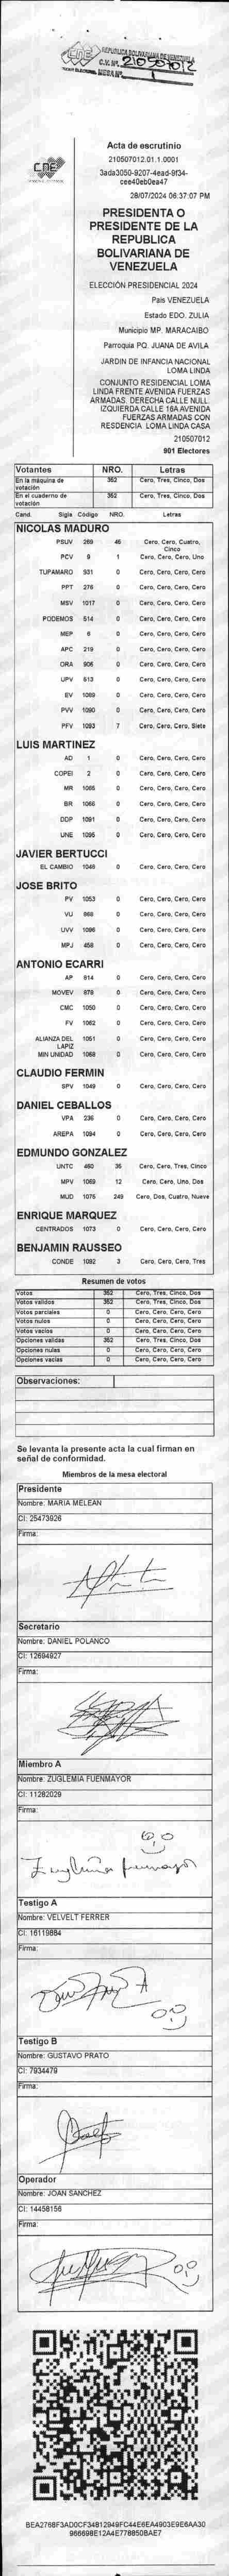 CNE
REPUBLICA BOLIVARIANA DE VENEZUELA
C.V. Nº. 210507012
MESA Nº. 1
CNE
Acta de escrutinio
210507012.01.1.0001
3ada3050-9207-4ead-9f34-
cee40eb0ea47
28/07/2024 06:37:07 PM
PRESIDENTA O
PRESIDENTE DE LA
REPUBLICA
BOLIVARIANA DE
VENEZUELA
ELECCIÓN PRESIDENCIAL 2024
Pais VENEZUELA
Estado EDO. ZULIA
Municipio MP. MARACAIBO
Parroquia PQ. JUANA DE AVILA
JARDIN DE INFANCIA NACIONAL
LOMA LINDA
CONJUNTO RESIDENCIAL LOMA
LINDA FRENTE AVENIDA FUERZAS
ARMADAS. DERECHA CALLE NULL.
IZQUIERDA CALLE 16A AVENIDA
FUERZAS ARMADAS CON
RESDENCIA LOMA LINDA CASA
210507012
901 Electores
Votantes NRO. Letras
En la máquina de votación 352 Cero, Tres, Cinco, Dos
En el cuaderno de votación 352 Cero, Tres, Cinco, Dos
Cand. Sigla Código NRO. Letras
NICOLAS MADURO
PSUV 269 45 Cero, Cero, Cuatro, Cinco
PCV 9 1 Cero, Cero, Cero, Uno
TUPAMARO 931 0 Cero, Cero, Cero, Cero
PPT 276 0 Cero, Cero, Cero, Cero
MSV 1017 0 Cero, Cero, Cero, Cero
PODEMOS 514 0 Cero, Cero, Cero, Cero
MEP 6 0 Cero, Cero, Cero, Cero
APC 219 0 Cero, Cero, Cero, Cero
ORA 906 0 Cero, Cero, Cero, Cero
UPV 513 0 Cero, Cero, Cero, Cero
EV 1089 0 Cero, Cero, Cero, Cero
PVV 1090 0 Cero, Cero, Cero, Cero
PFV 1093 7 Cero, Cero, Cero, Siete
LUIS MARTINEZ
AD 1 0 Cero, Cero, Cero, Cero
COPEI 2 0 Cero, Cero, Cero, Cero
MR 1065 0 Cero, Cero, Cero, Cero
BR 1066 0 Cero, Cero, Cero, Cero
DDP 1091 0 Cero, Cero, Cero, Cero
UNE 1095 0 Cero, Cero, Cero, Cero
JAVIER BERTUCCI
EL CAMBIO 1046 0 Cero, Cero, Cero, Cero
JOSE BRITO
PV 1053 0 Cero, Cero, Cero, Cero
VU 868 0 Cero, Cero, Cero, Cero
UVV 1096 0 Cero, Cero, Cero, Cero
MPJ 458 0 Cero, Cero, Cero, Cero
ANTONIO ECARRI
AP 814 0 Cero, Cero, Cero, Cero
MOVEV 879 0 Cero, Cero, Cero, Cero
CMC 1050 0 Cero, Cero, Cero, Cero
FV 1062 0 Cero, Cero, Cero, Cero
ALIANZA DEL LAPIZ 1051 0 Cero, Cero, Cero, Cero
MIN UNIDAD 1068 0 Cero, Cero, Cero, Cero
CLAUDIO FERMIN
SPV 1049 0 Cero, Cero, Cero, Cero
DANIEL CEBALLOS
VPA 236 0 Cero, Cero, Cero, Cero
AREPA 1094 0 Cero, Cero, Cero, Cero
EDMUNDO GONZALEZ
UNTC 460 35 Cero, Cero, Tres, Cinco
MPV 1069 12 Cero, Cero, Uno, Dos
MUD 1075 249 Cero, Dos, Cuatro, Nueve
ENRIQUE MARQUEZ
CENTRADOS 1073 0 Cero, Cero, Cero, Cero
BENJAMIN RAUSSEO
CONDE 1092 3 Cero, Cero, Cero, Tres
Resumen de votos
Votos 352 Cero, Tres, Cinco, Dos
Votos validos 352 Cero, Tres, Cinco, Dos
Votos parciales 0 Cero, Cero, Cero, Cero
Votos nulos 0 Cero, Cero, Cero, Cero
Votos vacios 0 Cero, Cero, Cero, Cero
Opciones validas 352 Cero, Tres, Cinco, Dos
Opciones nulas 0 Cero, Cero, Cero, Cero
Opciones vacias 0 Cero, Cero, Cero, Cero
Observaciones:
Se levanta la presente acta la cual firman en
señal de conformidad.
Miembros de la mesa electoral
Presidente
Nombre: MARIA MELEAN
CI: 25473926
Firma:
Secretario
Nombre: DANIEL POLANCO
CI: 12694927
Firma:
Miembro A
Nombre: ZUGLEMIA FUENMAYOR
CI: 11282029
Firma:
Testigo A
Nombre: VELVELT FERRER
CI: 16119884
Firma:
Testigo B
Nombre: GUSTAVO PRATO
CI: 7934479
Firma:
Operador
Nombre: JOAN SANCHEZ
CI: 14458156
Firma:
BEA2768F3AD0CF34812949FC44E6EA4903E9E6AA30
966698E12A4E778850BAE7